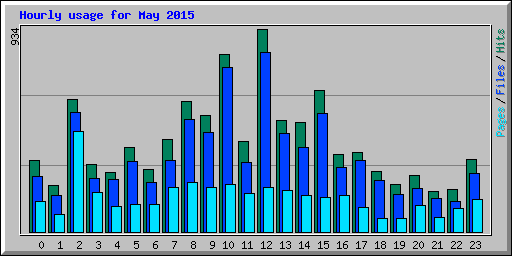 Hourly usage for May 2015
934
Pages/Files/Hits
0 1 2 3 4 5 6 7 8 9 10 11 12 13 14 15 16 17 18 19 20 21 22 23